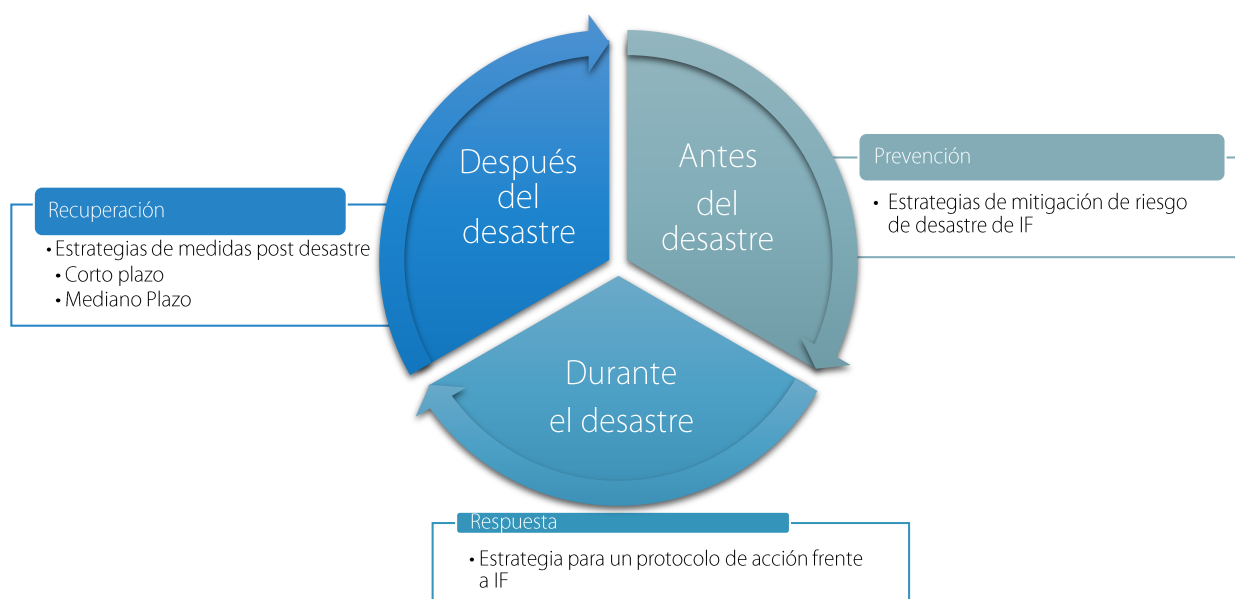 Después
del
desastre
Antes
del
desastre
Durante
el desastre
Prevención
• Estrategias de mitigación de riesgo
de desastre de IF
Recuperación
• Estrategias de medidas post desastre
• Corto plazo
• Mediano Plazo
Respuesta
• Estrategia para un protocolo de acción frente
a IF